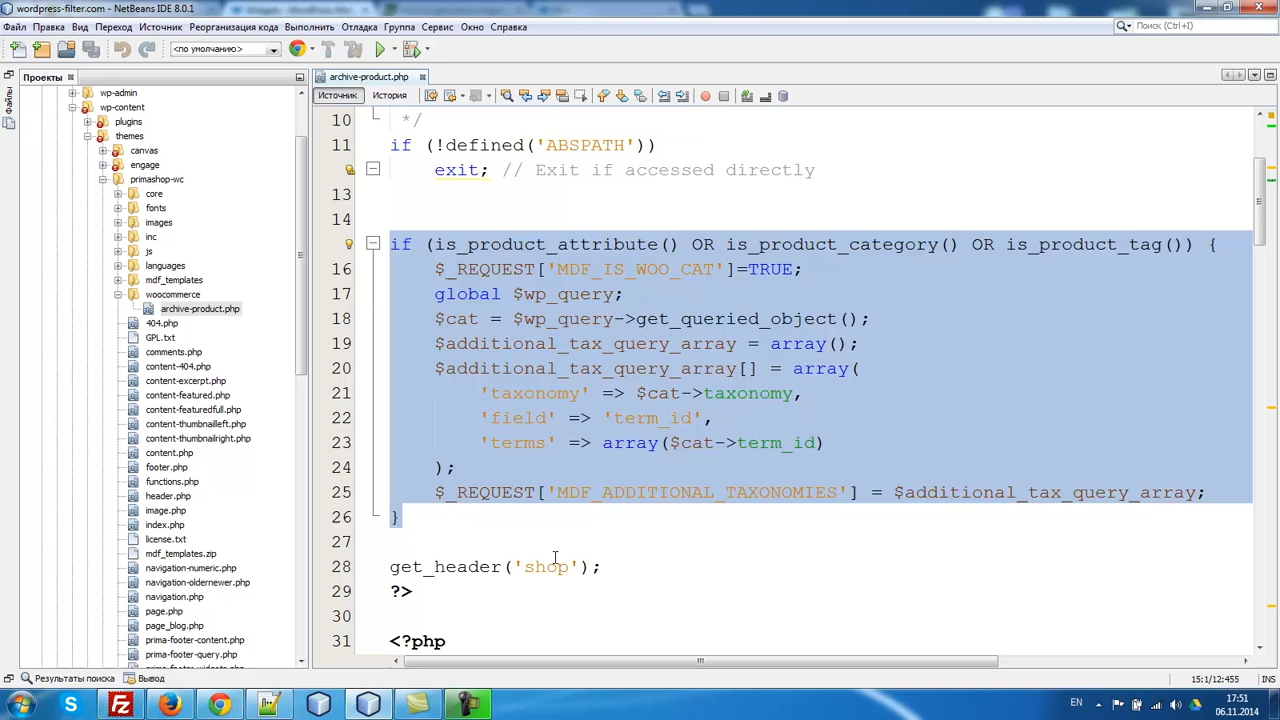 wordpress-filter.com - NetBeans IDE 8.0.1
Файл Правка Вид Переход Источник Реорганизация кода Выполнить Отладка Группа Сервис Окно Справка
Поиск (Ctrl+I)
<по умолчанию>
Файлы
Проекты
wp-admin
wp-content
plugins
themes
canvas
engage
primashop-wc
core
fonts
images
inc
js
languages
mdf_templates
woocommerce
archive-product.php
404.php
GPL.txt
comments.php
content-404.php
content-excerpt.php
content-featured.php
content-featuredfull.php
content-thumbnailleft.php
content-thumbnailright.php
content.php
footer.php
functions.php
header.php
image.php
index.php
license.txt
mdf_templates.zip
navigation-numeric.php
navigation-oldernewer.php
navigation.php
page.php
page_blog.php
prima-footer-content.php
prima-footer-query.php
prima-footer-widgets.php
archive-product.php
Источник История
10 */
11 if (!defined('ABSPATH'))
exit; // Exit if accessed directly
13
14
if (is_product_attribute() OR is_product_category() OR is_product_tag()) {
16 $_REQUEST['MDF_IS_WOO_CAT']=TRUE;
17 global $wp_query;
18 $cat = $wp_query->get_queried_object();
19 $additional_tax_query_array = array();
20 $additional_tax_query_array[] = array(
21 'taxonomy' => $cat->taxonomy,
22 'field' => 'term_id',
23 'terms' => array($cat->term_id)
24 );
25 $_REQUEST['MDF_ADDITIONAL_TAXONOMIES'] = $additional_tax_query_array;
26 }
27
28 get_header('shop');
29 ?>
30
31 <?php
Результаты поиска Вывод
15:1/12:455 INS
EN
17:51
06.11.2014